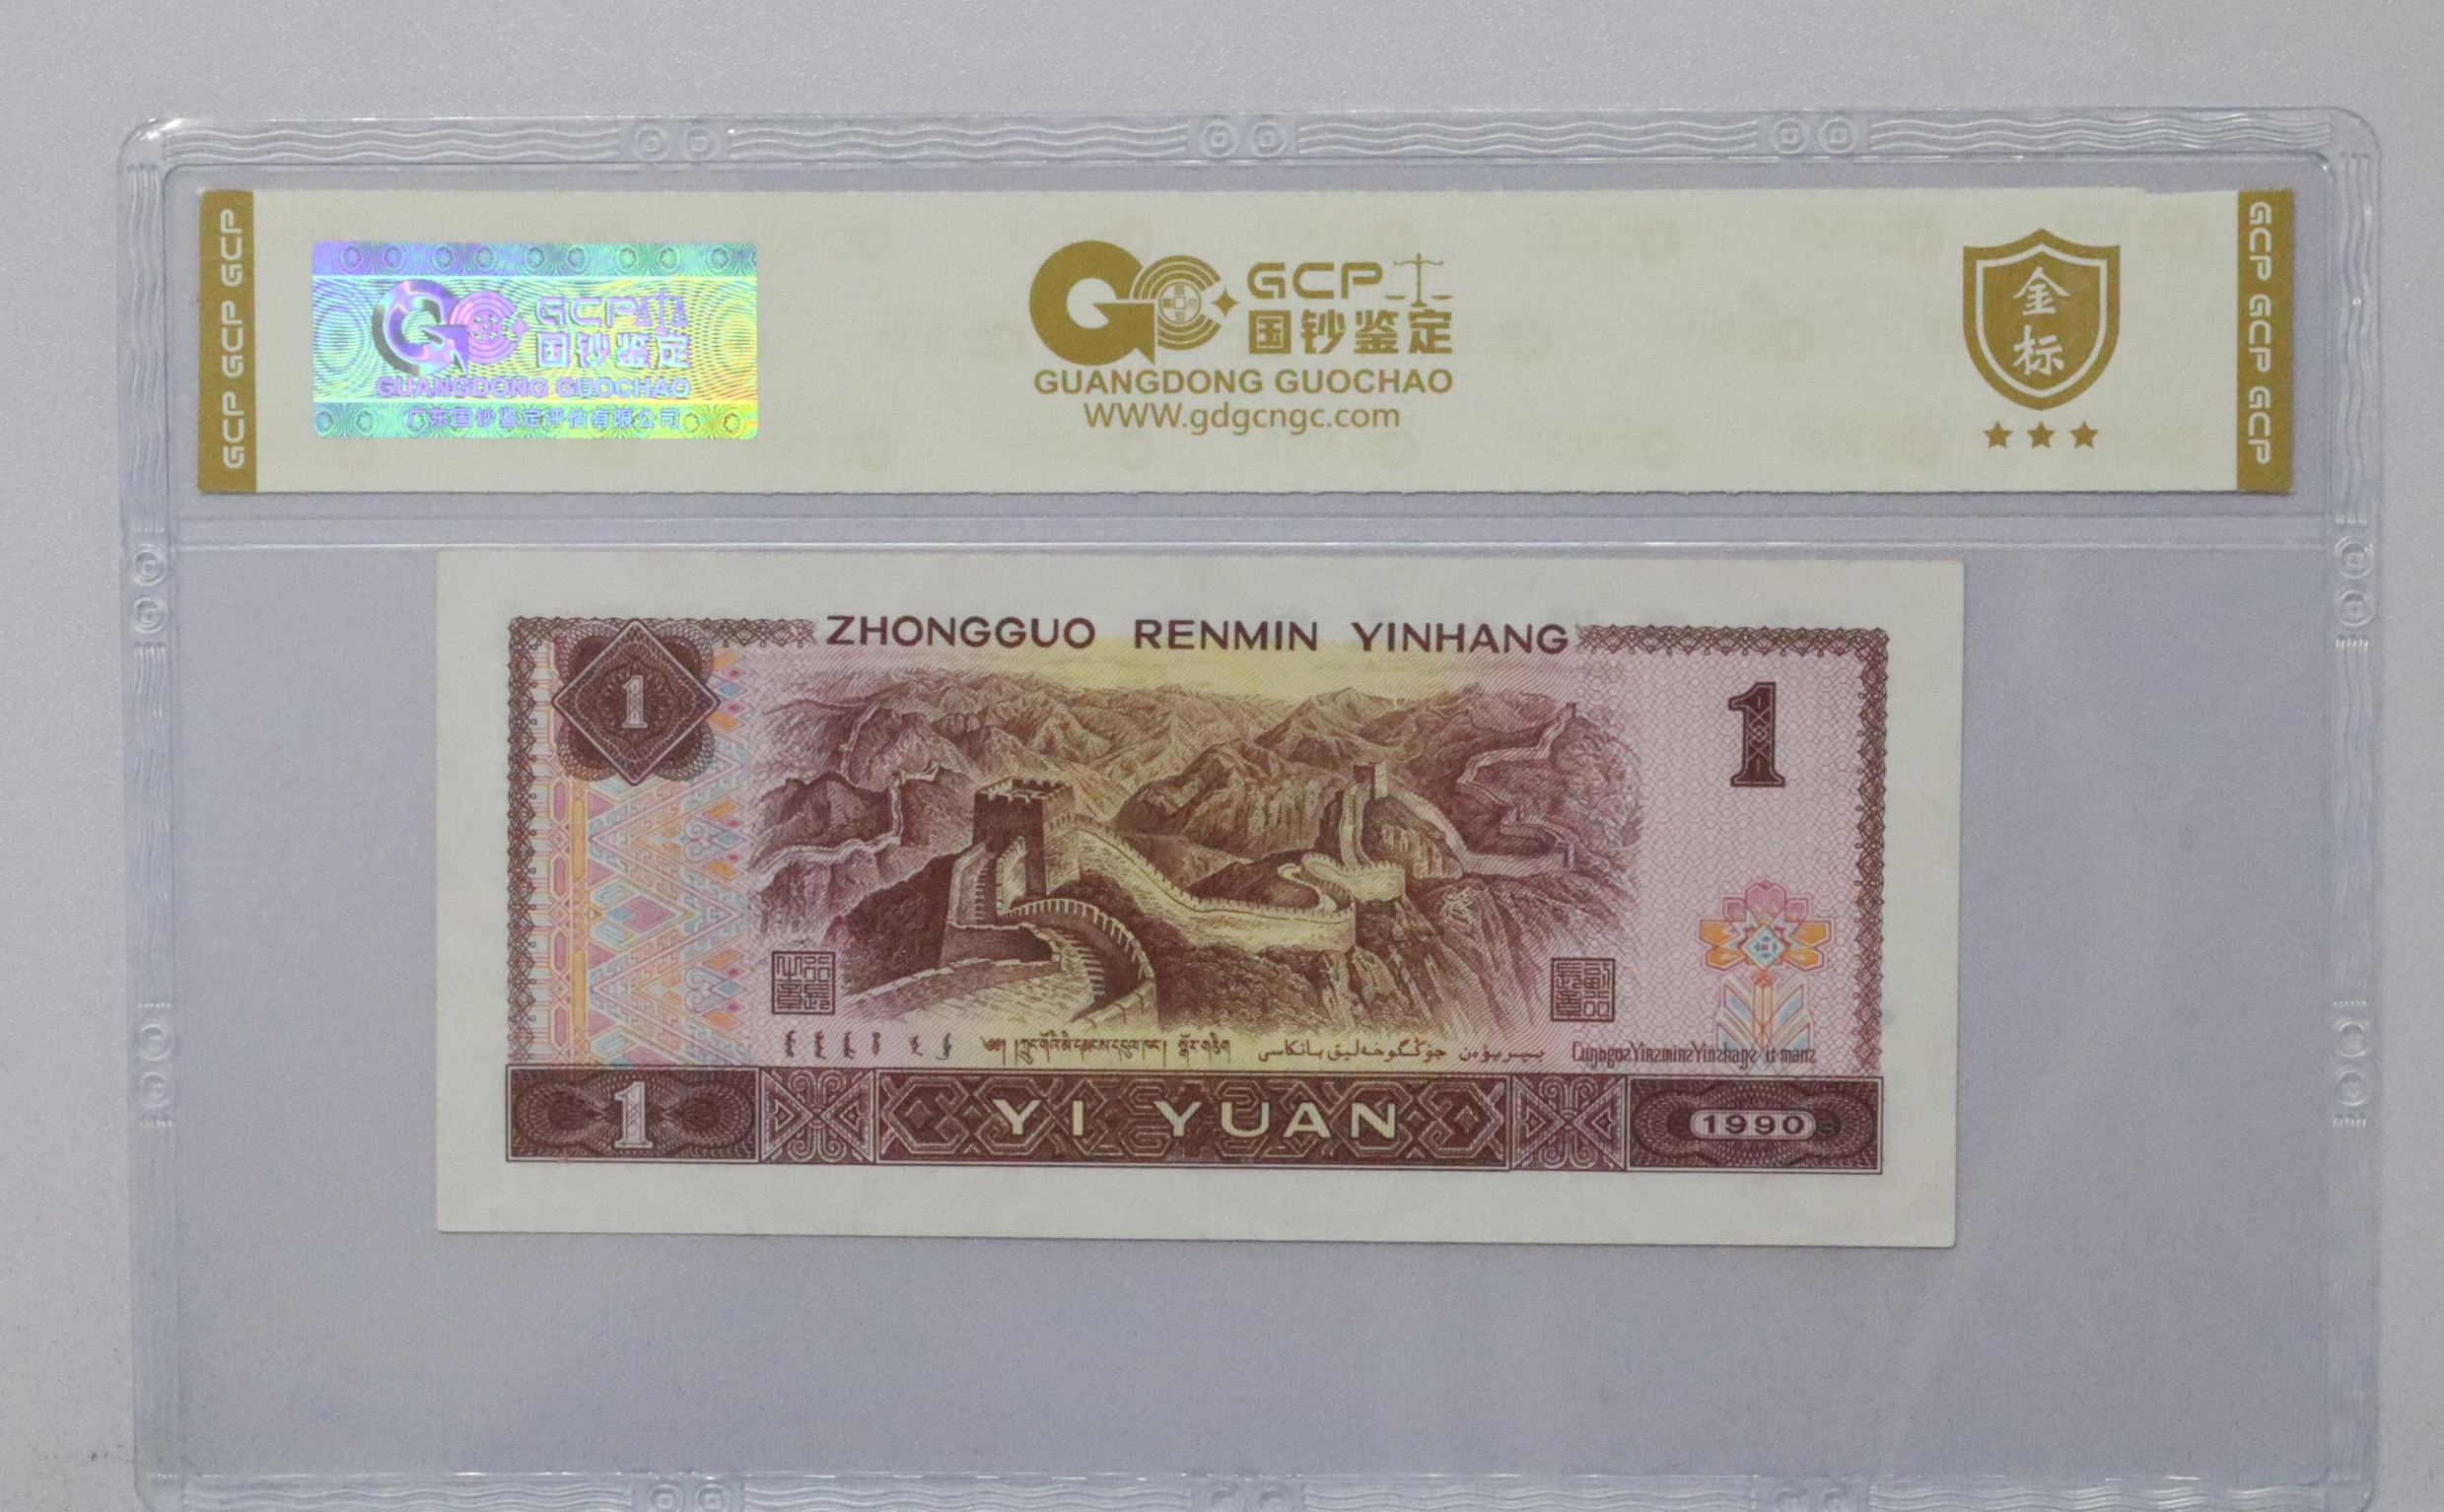 GCP GCP GCP
GCP
国钞鉴定
GUANGDONG GUOCHAO
广东国钞鉴定评估有限公司
GCP
国钞鉴定
GUANGDONG GUOCHAO
WWW.gdgcngc.com
金
标
GCP GCP GCP
ZHONGGUO RENMIN YINHANG
1
1
1
YI YUAN
1990